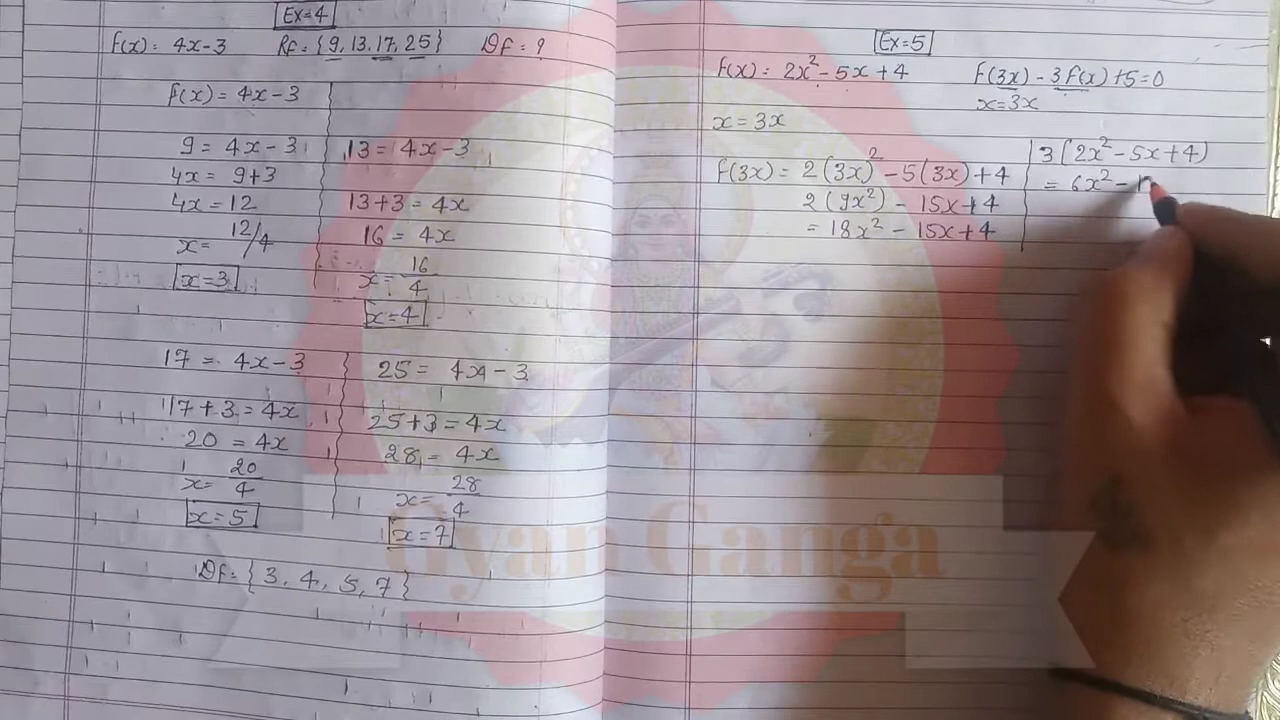 Ex=4
f(x) = 4x-3 Rf = {9, 13, 17, 25} Df = ?
f(x) = 4x-3
9 = 4x-3
4x = 9+3
4x = 12
x = 12/4
x=3
13 = 4x-3
13+3 = 4x
16 = 4x
x = 16/4
x=4
17 = 4x-3
17+3 = 4x
20 = 4x
x = 20/4
x=5
25 = 4x-3
25+3 = 4x
28 = 4x
x = 28/4
x=7
Df = {3, 4, 5, 7}
Ex=5
f(x) = 2x² - 5x + 4 f(3x) - 3f(x) + 5 = 0
x=3x
x = 3x
f(3x) = 2(3x)² - 5(3x) + 4
2(9x²) - 15x + 4
= 18x² - 15x + 4
3(2x² - 5x + 4)
= 6x² - 1
Gyan Ganga